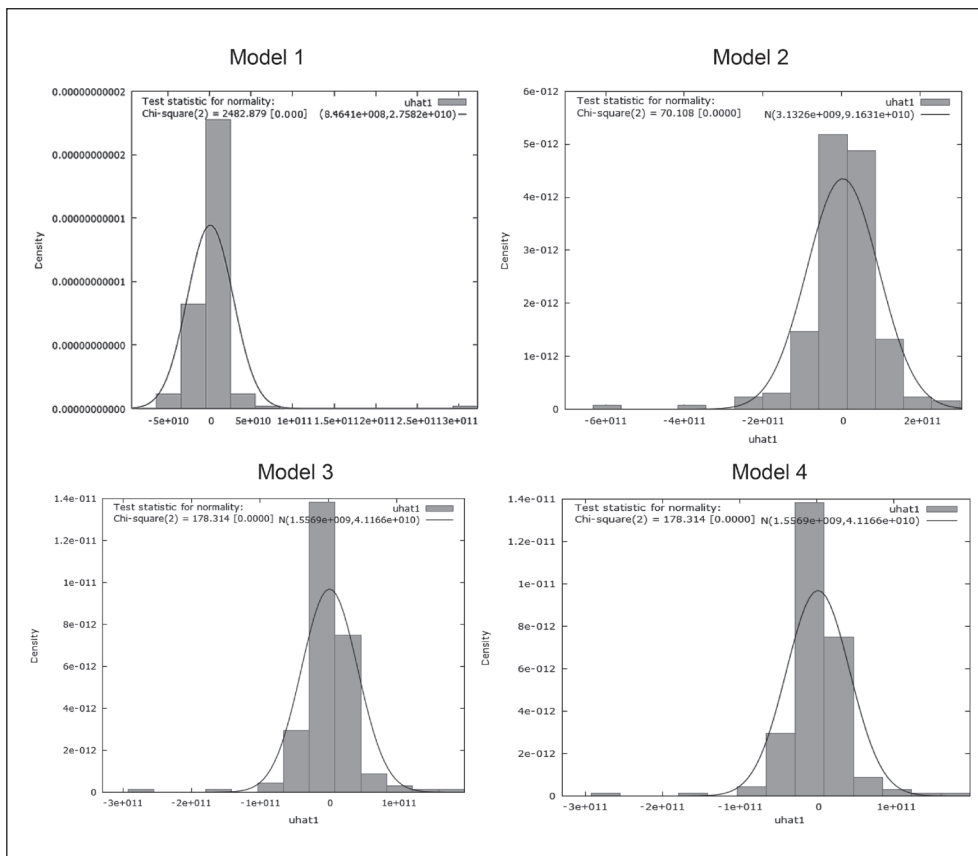 Model 1
Test statistic for normality:
Chi-square(2) = 2482.879 [0.000]
uhat1
(8.4641e+008,2.7582e+010)
0.00000000002
0.00000000002
0.00000000001
0.00000000001
0.00000000000
0.00000000000
Density
-5e+010 0 5e+010 1e+011 1.5e+011 2e+011 2.5e+011 3e+011
Model 2
Test statistic for normality:
Chi-square(2) = 70.108 [0.0000]
uhat1
N(3.1326e+009,9.1631e+010)
6e-012
5e-012
4e-012
3e-012
2e-012
1e-012
0
Density
-6e+011 -4e+011 -2e+011 0 2e+011
uhat1
Model 3
Test statistic for normality:
Chi-square(2) = 178.314 [0.0000]
uhat1
N(1.5569e+009,4.1166e+010)
1.4e-011
1.2e-011
1e-011
8e-012
6e-012
4e-012
2e-012
0
Density
-3e+011 -2e+011 -1e+011 0 1e+011
uhat1
Model 4
Test statistic for normality:
Chi-square(2) = 178.314 [0.0000]
uhat1
N(1.5569e+009,4.1166e+010)
1.4e-011
1.2e-011
1e-011
8e-012
6e-012
4e-012
2e-012
0
Density
-3e+011 -2e+011 -1e+011 0 1e+011
uhat1